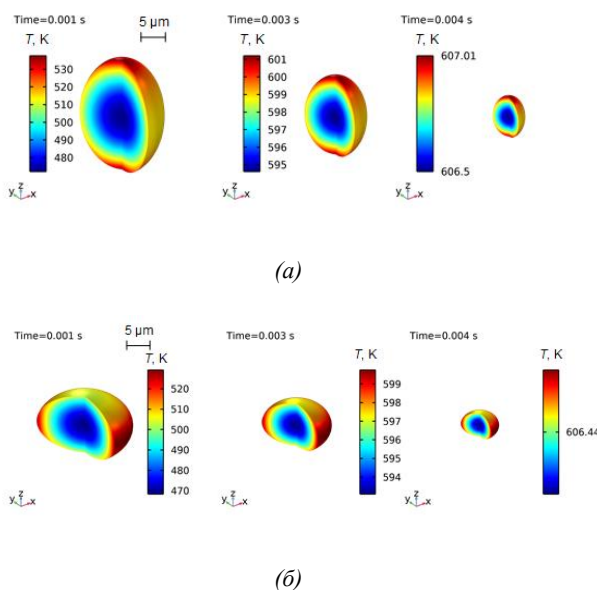 Time=0.001 s
5 µm
T, K
530
520
510
500
490
480
y z x
Time=0.003 s
T, K
601
600
599
598
597
596
595
y z x
Time=0.004 s
T, K
607.01
606.5
y z x
(a)
Time=0.001 s
5 µm
T, K
520
510
500
490
480
470
y z x
Time=0.003 s
T, K
599
598
597
596
595
594
y z x
Time=0.004 s
T, K
606.44
y z x
(б)